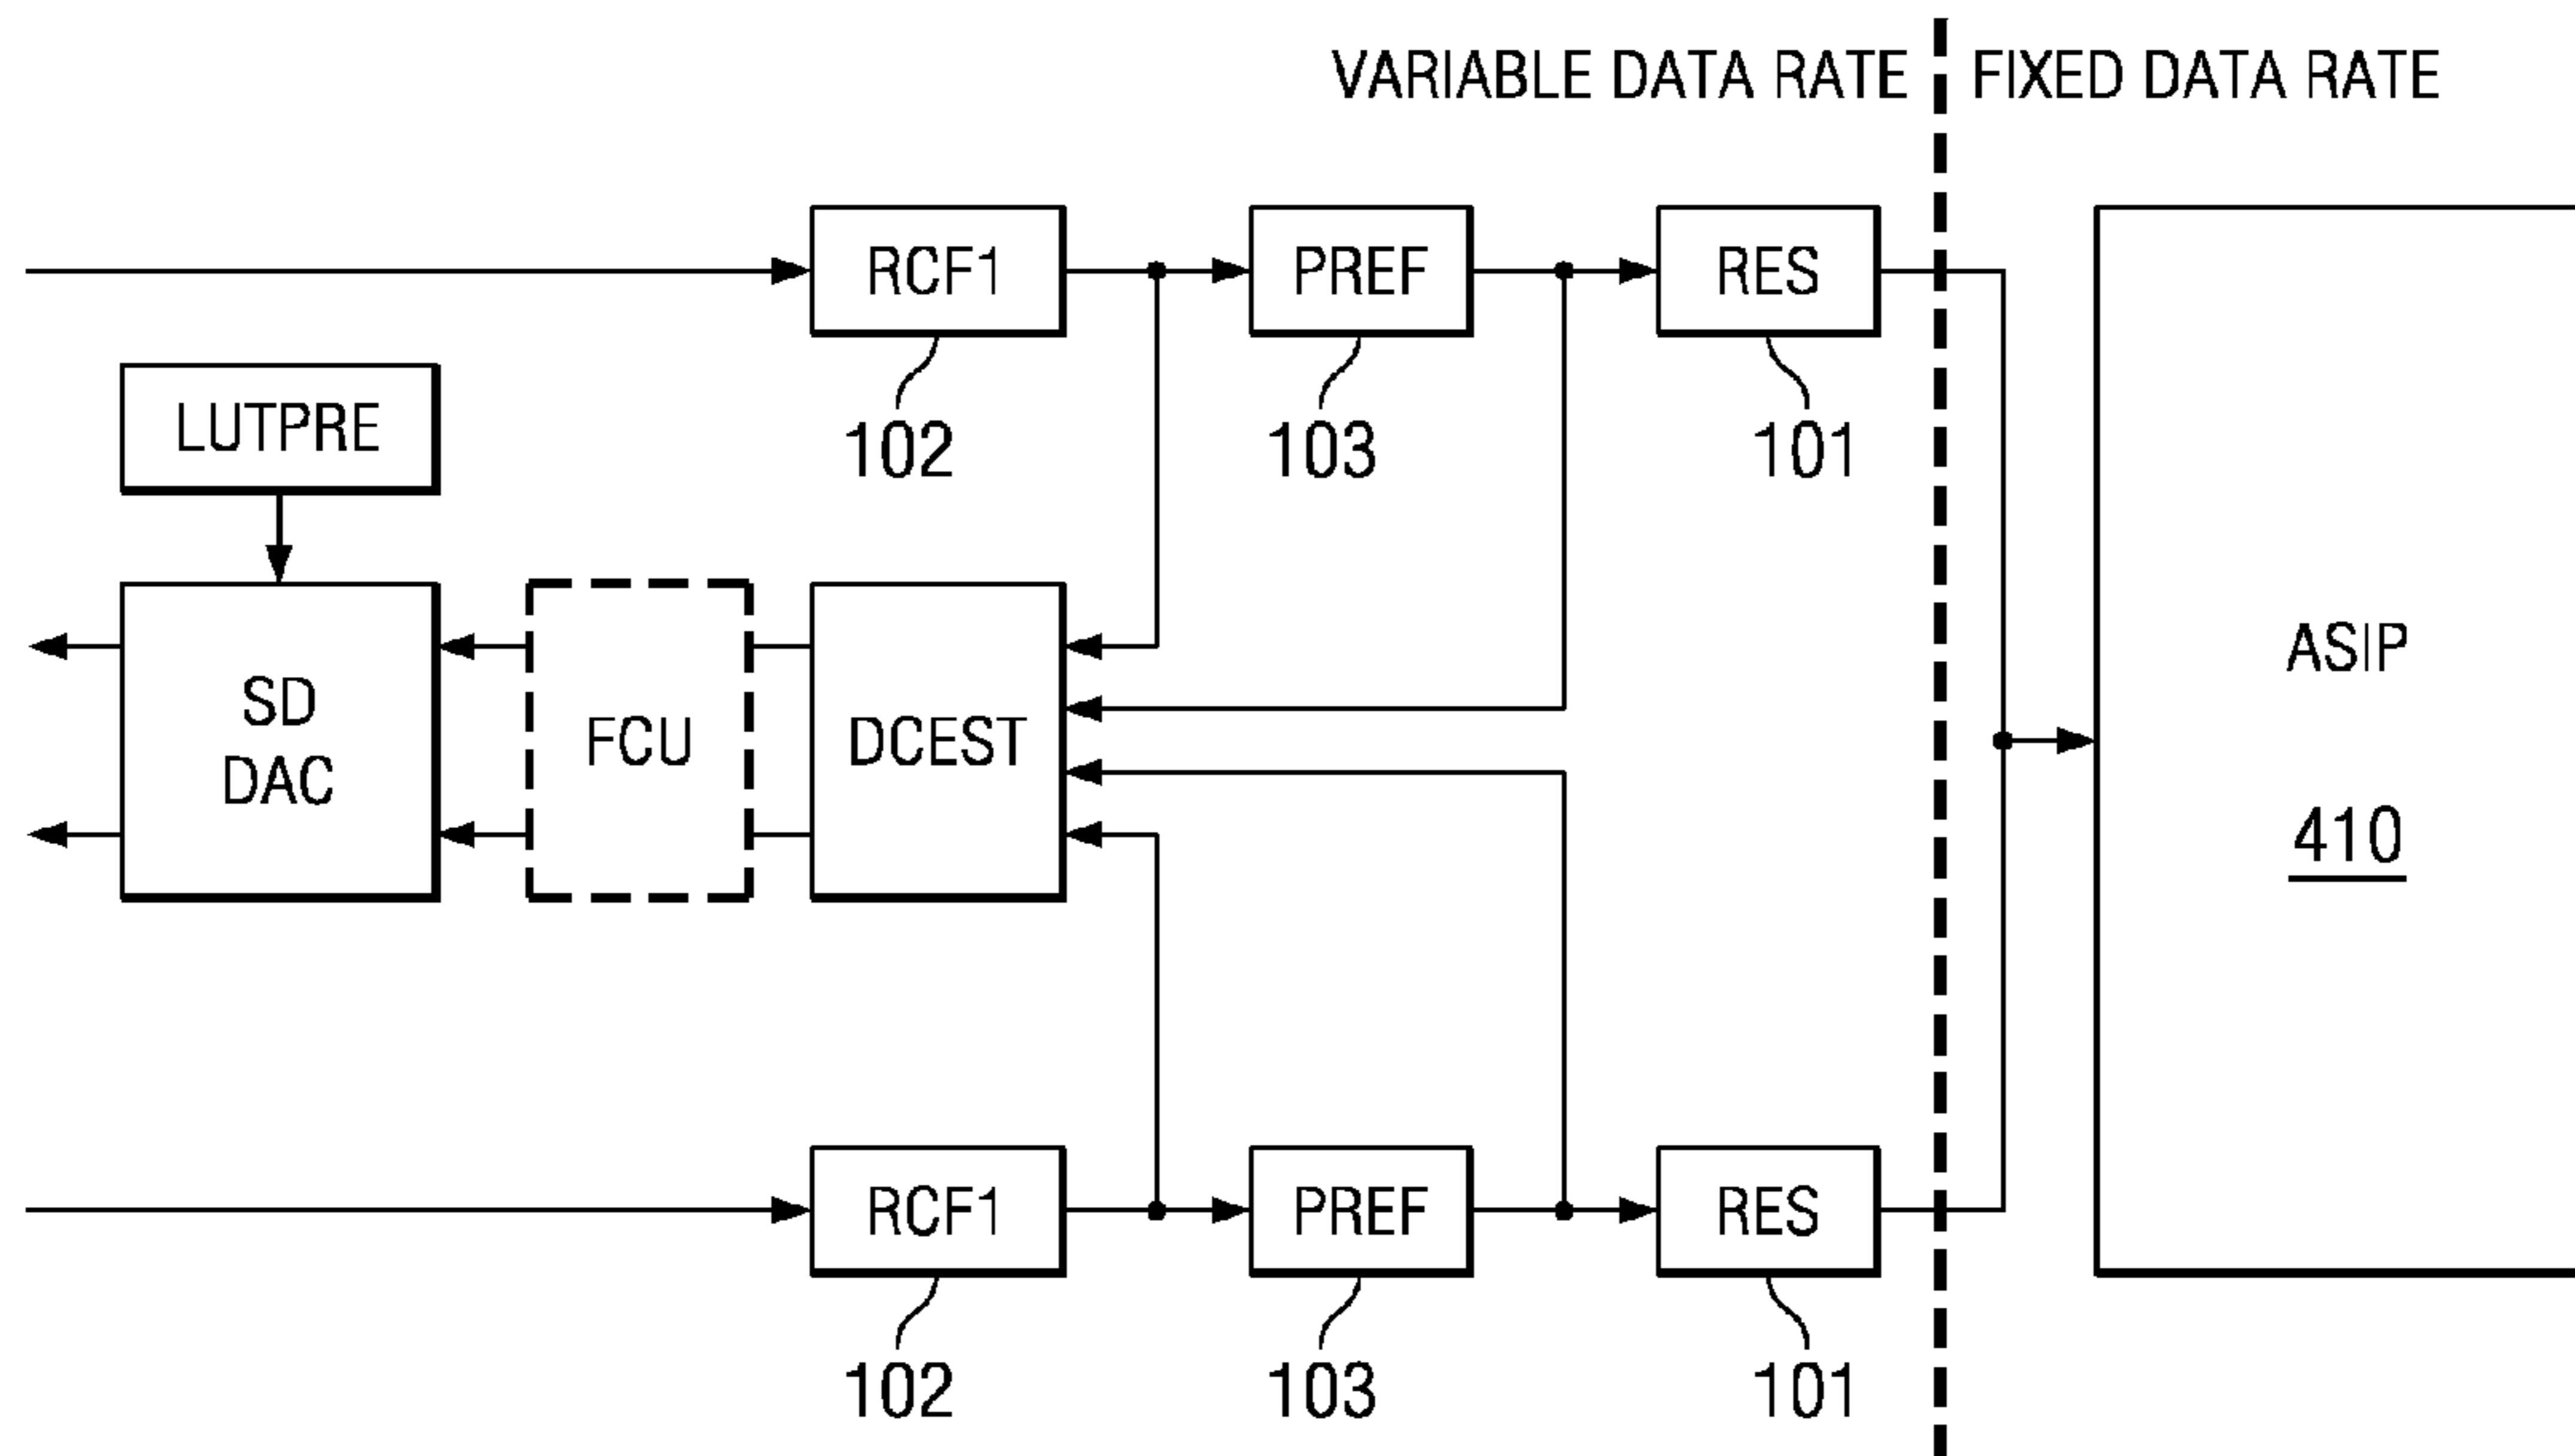 VARIABLE DATA RATE
FIXED DATA RATE
RCF1
PREF
RES
102
103
101
LUTPRE
SD
DAC
FCU
DCEST
ASIP
410
RCF1
PREF
RES
102
103
101